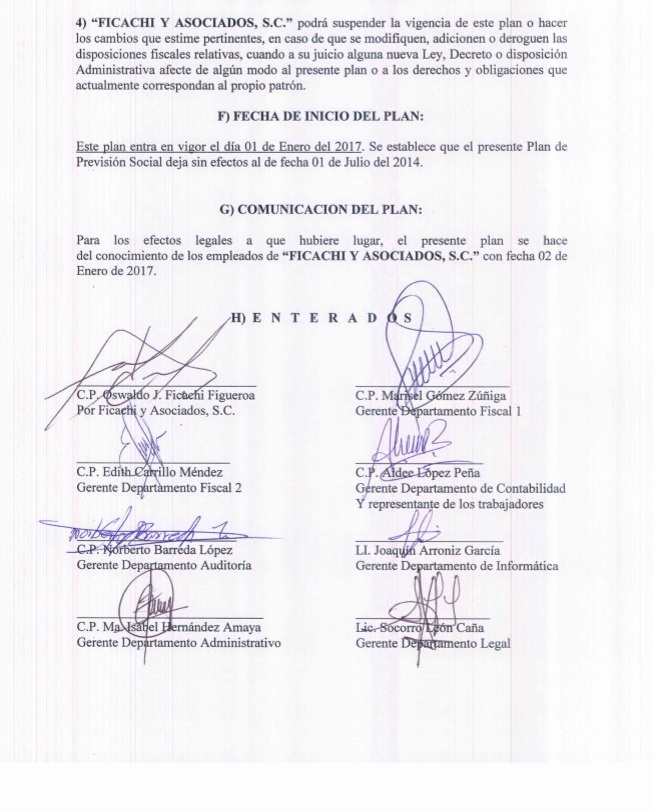 4) “FICACHI Y ASOCIADOS, S.C.” podrá suspender la vigencia de este plan o hacer
los cambios que estime pertinentes, en caso de que se modifiquen, adicionen o deroguen las
disposiciones fiscales relativas, cuando a su juicio alguna nueva Ley, Decreto o disposición
Administrativa afecte de algún modo al presente plan o a los derechos y obligaciones que
actualmente correspondan al propio patrón.
F) FECHA DE INICIO DEL PLAN:
Este plan entra en vigor el día 01 de Enero del 2017. Se establece que el presente Plan de
Previsión Social deja sin efectos al de fecha 01 de Julio del 2014.
G) COMUNICACION DEL PLAN:
Para los efectos legales a que hubiere lugar, el presente plan se hace
del conocimiento de los empleados de “FICACHI Y ASOCIADOS, S.C.” con fecha 02 de
Enero de 2017.
H) E N T E R A D O S
C.P. Oswaldo J. Ficachi Figueroa
Por Ficachi y Asociados, S.C.
C.P. Marisel Gómez Zúñiga
Gerente Departamento Fiscal 1
C.P. Edith Carrillo Méndez
Gerente Departamento Fiscal 2
C.P. Aldee López Peña
Gerente Departamento de Contabilidad
Y representante de los trabajadores
C.P. Norberto Barreda López
Gerente Departamento Auditoría
LI. Joaquín Arroniz García
Gerente Departamento de Informática
C.P. Ma. Isabel Hernández Amaya
Gerente Departamento Administrativo
Lic. Socorro León Caña
Gerente Departamento Legal